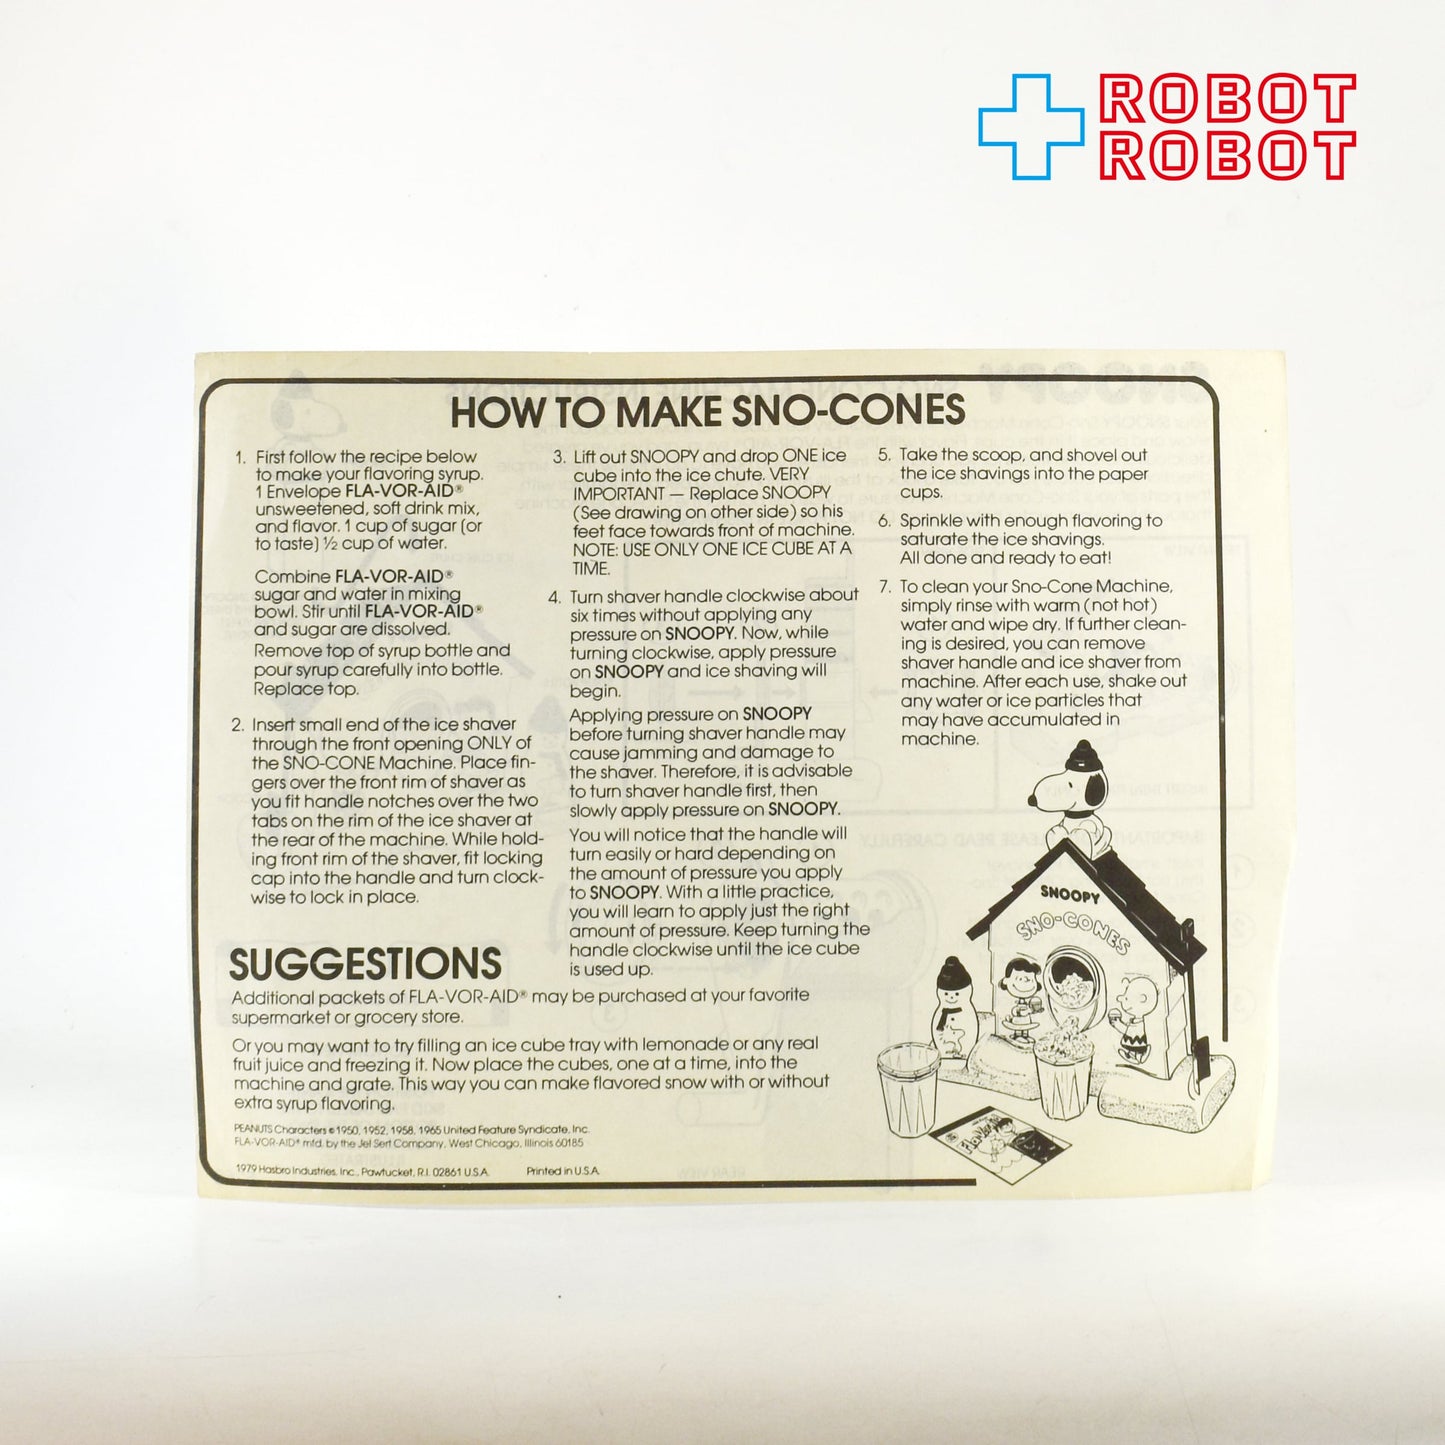 ROBOT
ROBOT
HOW TO MAKE SNO-CONES
1. First follow the recipe below
to make your flavoring syrup.
1 Envelope FLA-VOR-AID®
unsweetened, soft drink mix,
and flavor. 1 cup of sugar (or
to taste) ½ cup of water.
Combine FLA-VOR-AID®
sugar and water in mixing
bowl. Stir until FLA-VOR-AID®
and sugar are dissolved.
Remove top of syrup bottle and
pour syrup carefully into bottle.
Replace top.
2. Insert small end of the ice shaver
through the front opening ONLY of
the SNO-CONE Machine. Place fin-
gers over the front rim of shaver as
you fit handle notches over the two
tabs on the rim of the ice shaver at
the rear of the machine. While hold-
ing front rim of the shaver, fit locking
cap into the handle and turn clock-
wise to lock in place.
3. Lift out SNOOPY and drop ONE ice
cube into the ice chute. VERY
IMPORTANT — Replace SNOOPY
(See drawing on other side) so his
feet face towards front of machine.
NOTE: USE ONLY ONE ICE CUBE AT A
TIME.
4. Turn shaver handle clockwise about
six times without applying any
pressure on SNOOPY. Now, while
turning clockwise, apply pressure
on SNOOPY and ice shaving will
begin.
Applying pressure on SNOOPY
before turning shaver handle may
cause jamming and damage to
the shaver. Therefore, it is advisable
to turn shaver handle first, then
slowly apply pressure on SNOOPY.
You will notice that the handle will
turn easily or hard depending on
the amount of pressure you apply
to SNOOPY. With a little practice,
you will learn to apply just the right
amount of pressure. Keep turning the
handle clockwise until the ice cube
is used up.
5. Take the scoop, and shovel out
the ice shavings into the paper
cups.
6. Sprinkle with enough flavoring to
saturate the ice shavings.
All done and ready to eat!
7. To clean your Sno-Cone Machine,
simply rinse with warm (not hot)
water and wipe dry. If further clean-
ing is desired, you can remove
shaver handle and ice shaver from
machine. After each use, shake out
any water or ice particles that
may have accumulated in
machine.
SNOOPY
SNO-CONES
SUGGESTIONS
Additional packets of FLA-VOR-AID® may be purchased at your favorite
supermarket or grocery store.
Or you may want to try filling an ice cube tray with lemonade or any real
fruit juice and freezing it. Now place the cubes, one at a time, into the
machine and grate. This way you can make flavored snow with or without
extra syrup flavoring.
PEANUTS Characters © 1950, 1952, 1958, 1965 United Feature Syndicate, Inc.
FLA-VOR-AID® mfd. by the Jel Sert Company, West Chicago, Illinois 60185
1979 Hasbro Industries, Inc., Pawtucket, R.I. 02861 U.S.A. Printed in U.S.A.